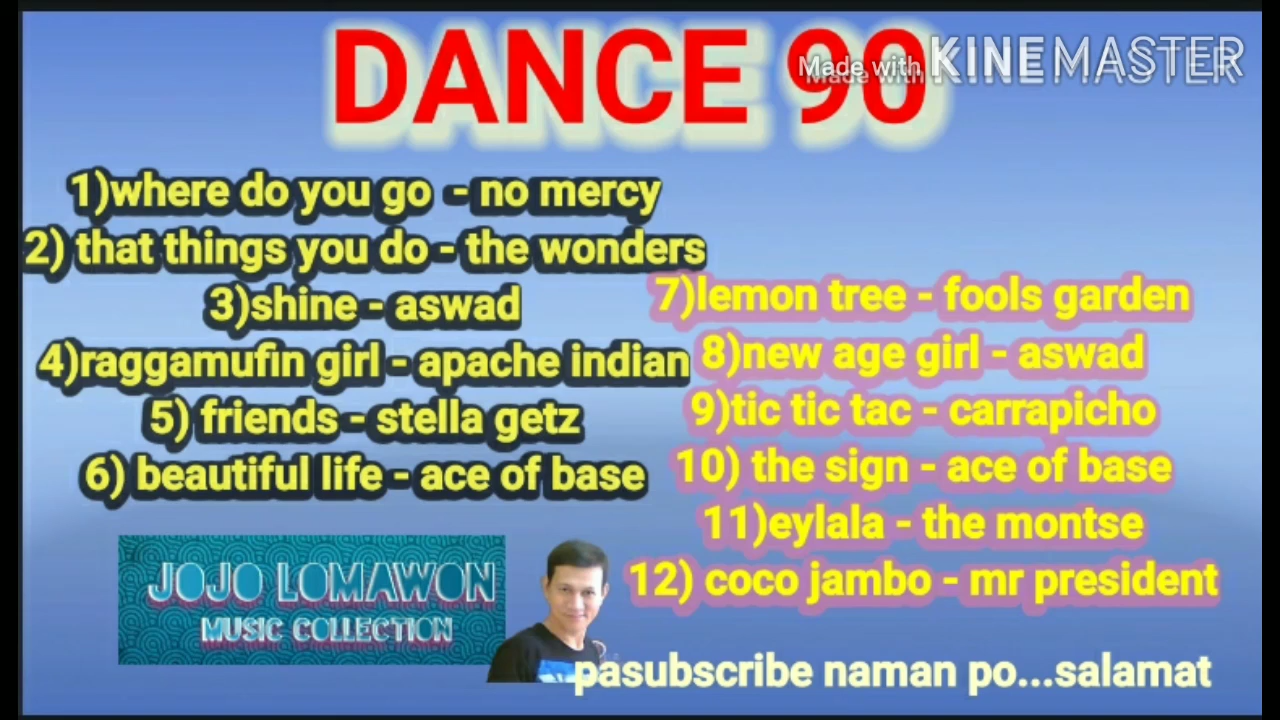 DANCE 90
Made with KINEMASTER
1)where do you go - no mercy
2) that things you do - the wonders
3)shine - aswad
4)raggamufin girl - apache indian
5) friends - stella getz
6) beautiful life - ace of base
7)lemon tree - fools garden
8)new age girl - aswad
9)tic tic tac - carrapicho
10) the sign - ace of base
11)eylala - the montse
12) coco jambo - mr president
JOJO LOMAWON
MUSIC COLLECTION
pasubscribe naman po...salamat